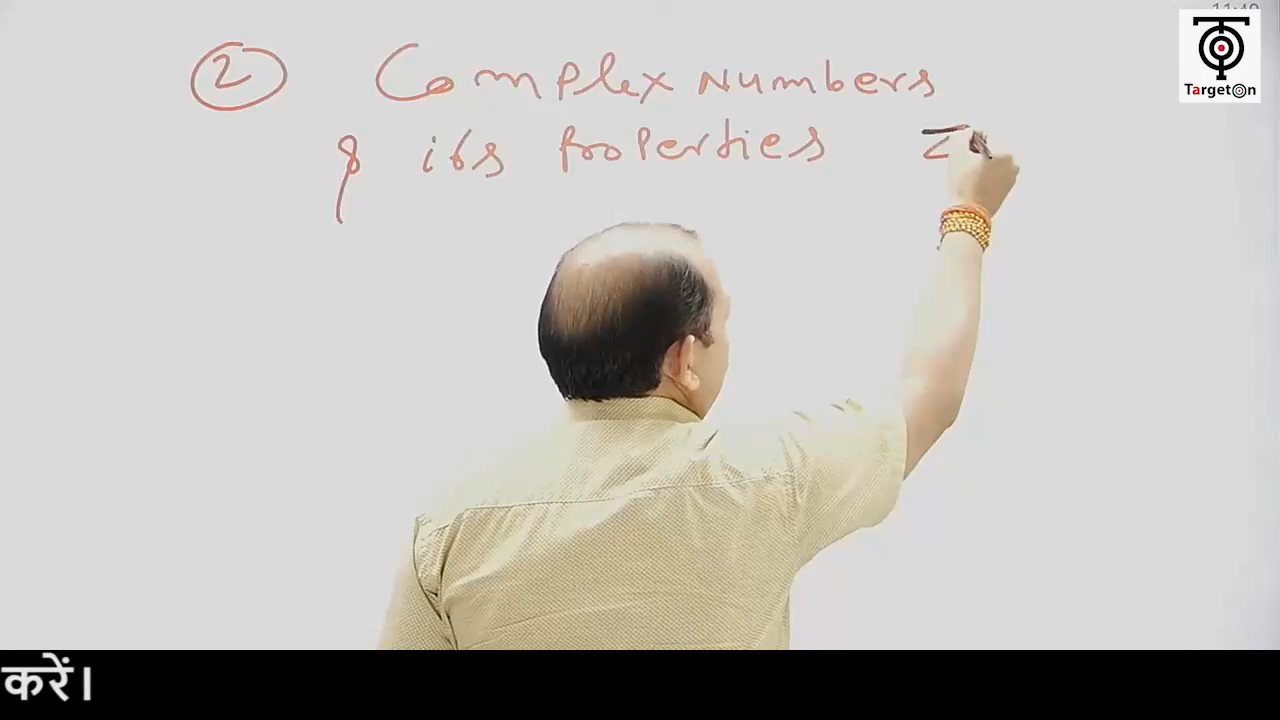 ② Complex Numbers
& its Properties
TargetOn
करें।